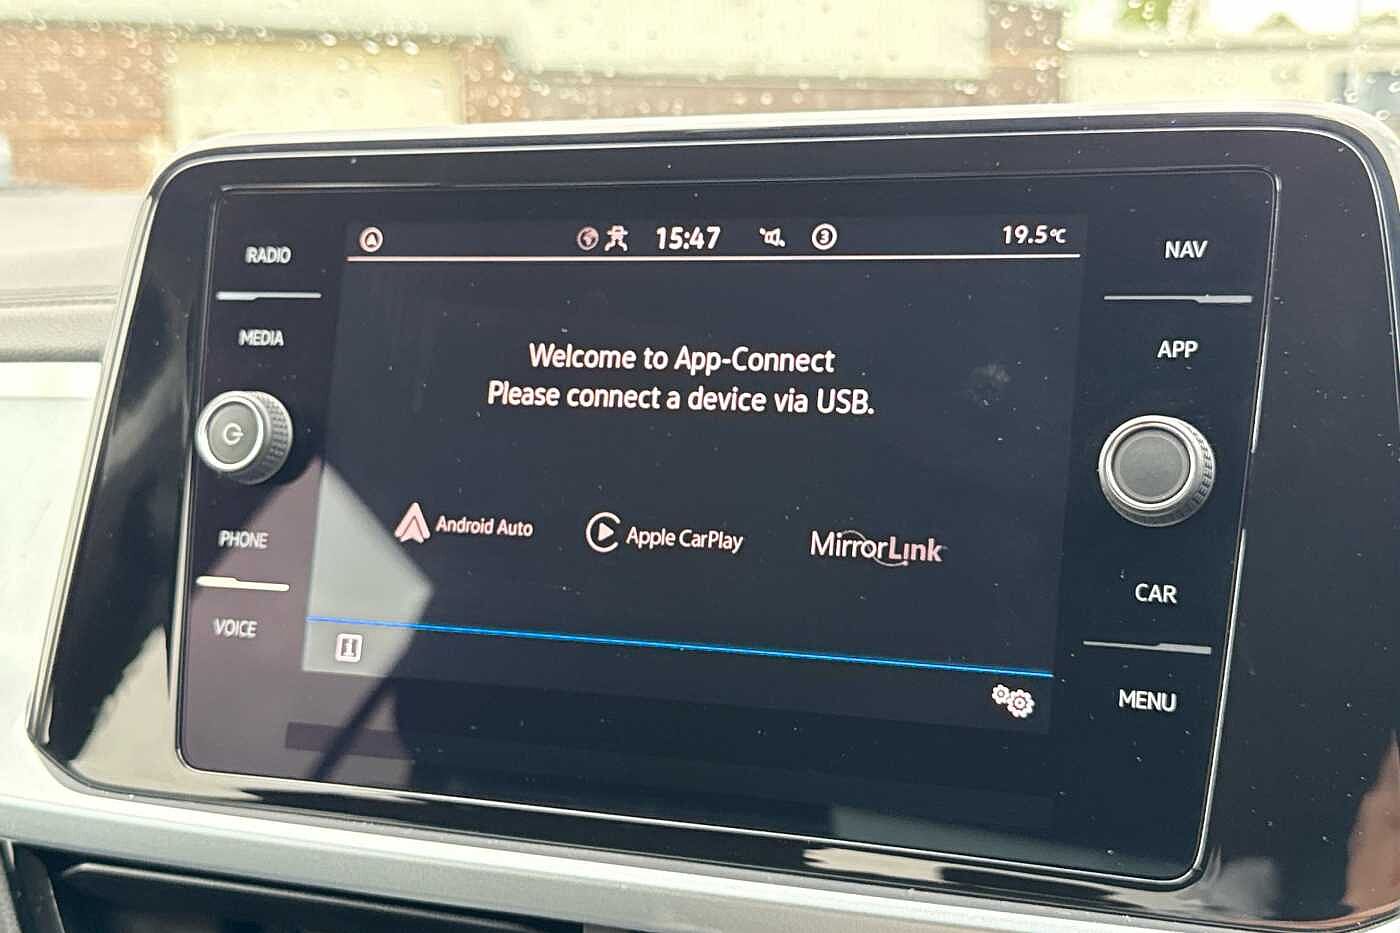 15:47
3
19.5°C
RADIO
MEDIA
PHONE
VOICE
Welcome to App-Connect
Please connect a device via USB.
Android Auto
Apple CarPlay
MirrorLink
NAV
APP
CAR
MENU